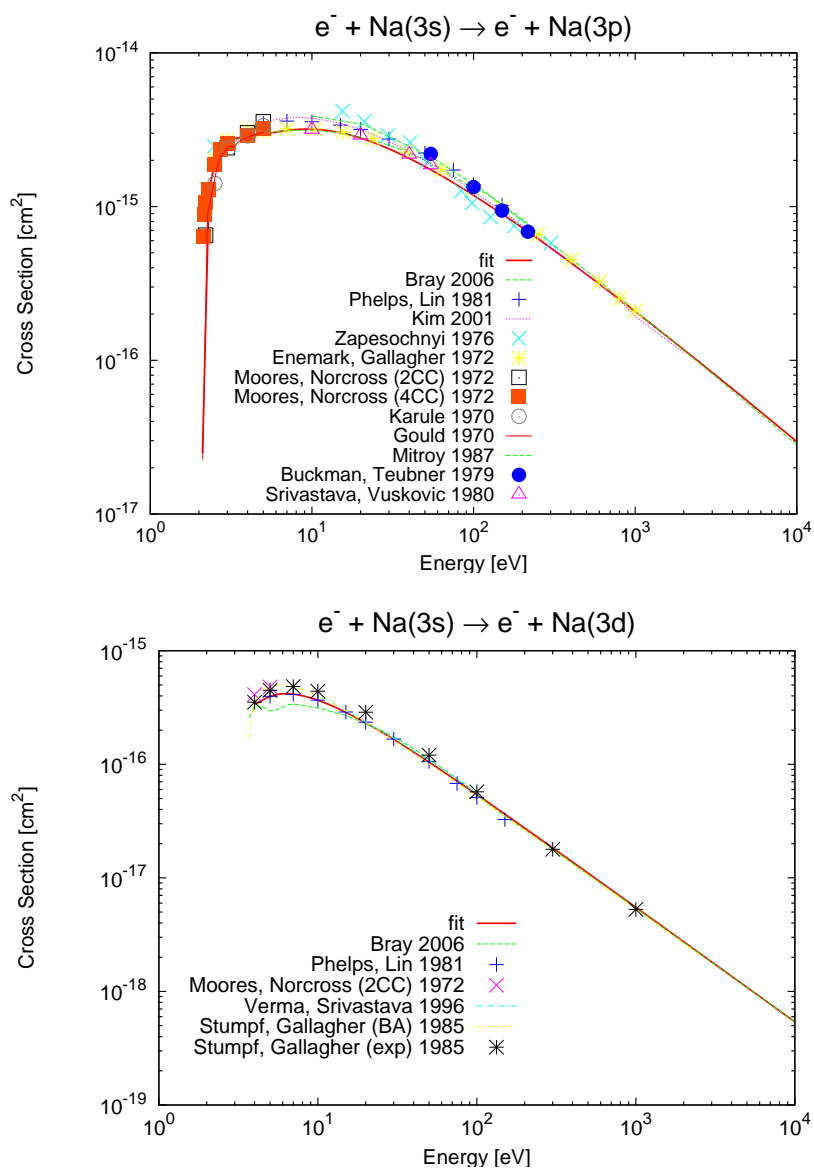 e⁻ + Na(3s) → e⁻ + Na(3p)
10⁻¹⁴
10⁻¹⁵
10⁻¹⁶
10⁻¹⁷
Cross Section [cm²]
fit
Bray 2006
Phelps, Lin 1981
Kim 2001
Zapesochnyi 1976
Enemark, Gallagher 1972
Moores, Norcross (2CC) 1972
Moores, Norcross (4CC) 1972
Karule 1970
Gould 1970
Mitroy 1987
Buckman, Teubner 1979
Srivastava, Vuskovic 1980
10⁰ 10¹ 10² 10³ 10⁴
Energy [eV]
e⁻ + Na(3s) → e⁻ + Na(3d)
10⁻¹⁵
10⁻¹⁶
10⁻¹⁷
10⁻¹⁸
10⁻¹⁹
Cross Section [cm²]
fit
Bray 2006
Phelps, Lin 1981
Moores, Norcross (2CC) 1972
Verma, Srivastava 1996
Stumpf, Gallagher (BA) 1985
Stumpf, Gallagher (exp) 1985
10⁰ 10¹ 10² 10³ 10⁴
Energy [eV]